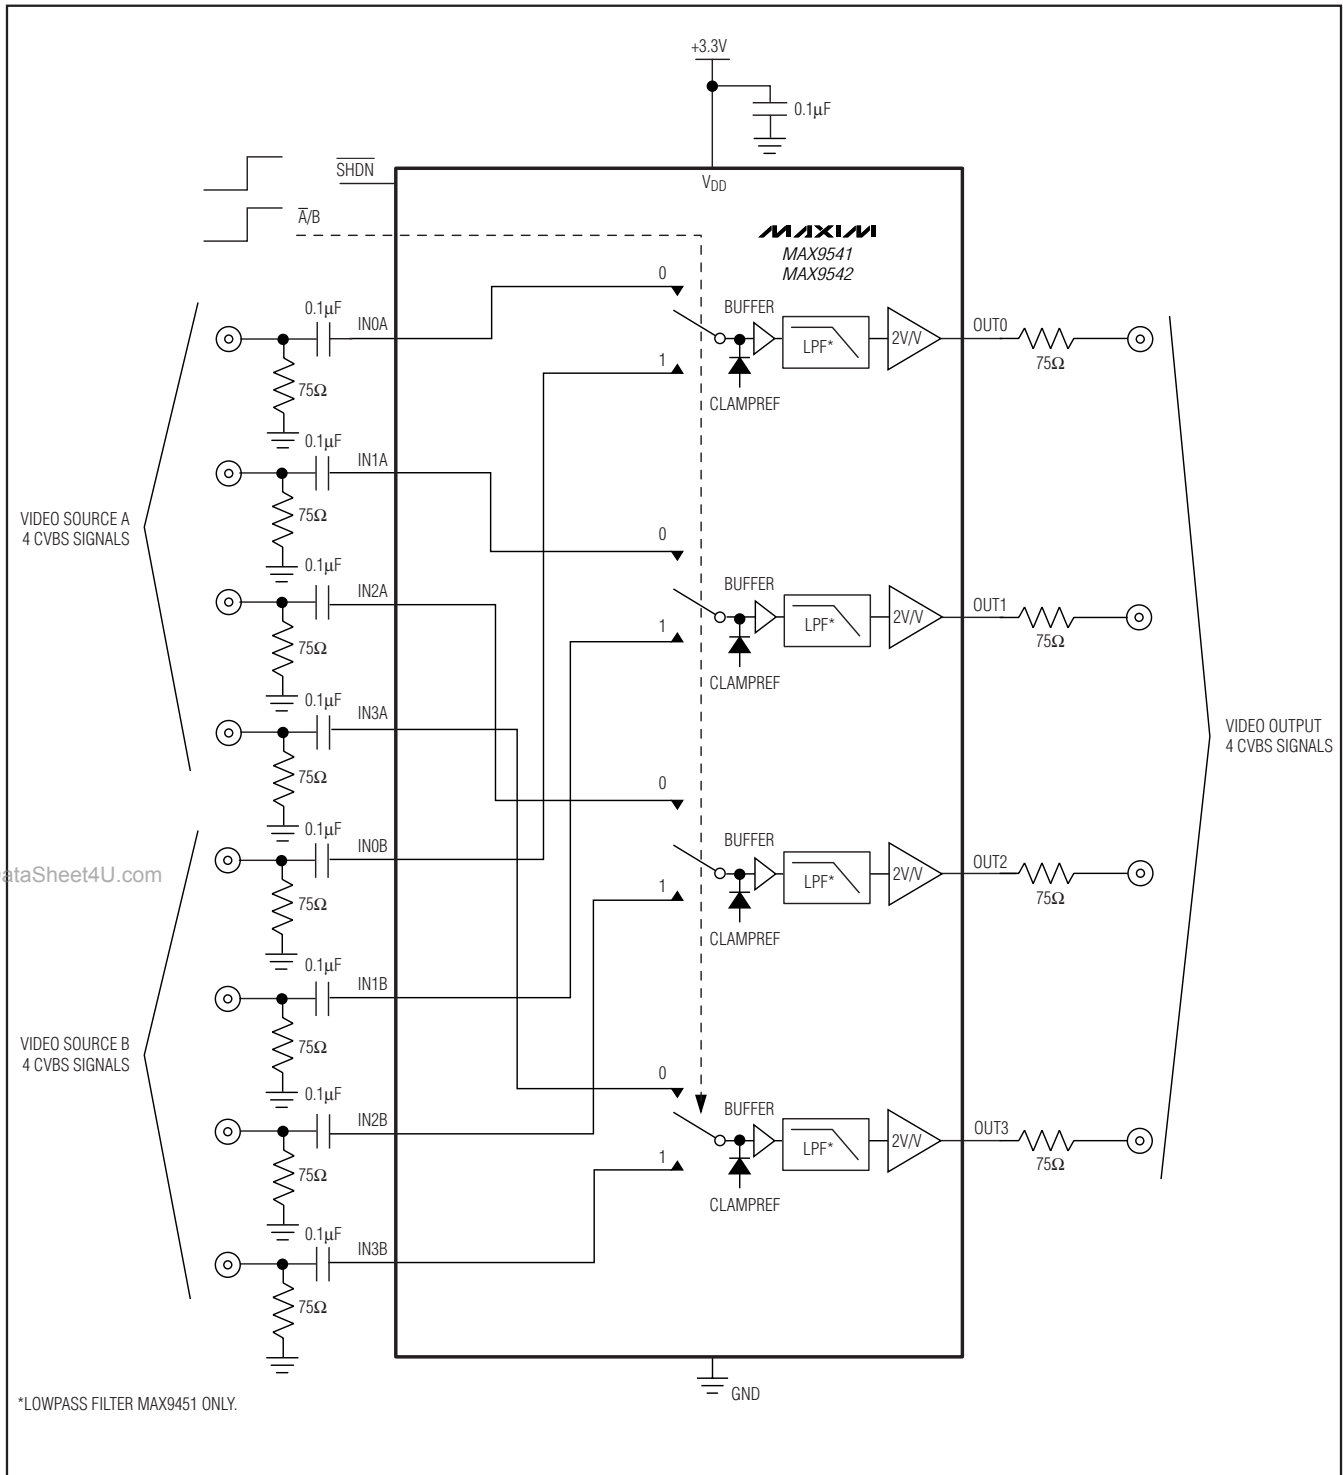 +3.3V
0.1µF
SHDN
VDD
A/B
MAXIM
MAX9541
MAX9542
0
0.1µF
IN0A
BUFFER
LPF*
2V/V
OUT0
75Ω
1
75Ω
CLAMPREF
0.1µF
IN1A
VIDEO SOURCE A
4 CVBS SIGNALS
75Ω
0
0.1µF
IN2A
BUFFER
LPF*
2V/V
OUT1
75Ω
1
75Ω
CLAMPREF
0.1µF
IN3A
VIDEO OUTPUT
4 CVBS SIGNALS
75Ω
0
0.1µF
IN0B
BUFFER
LPF*
2V/V
OUT2
75Ω
ataSheet4U.com
1
75Ω
CLAMPREF
0.1µF
IN1B
VIDEO SOURCE B
4 CVBS SIGNALS
75Ω
0
0.1µF
IN2B
BUFFER
LPF*
2V/V
OUT3
75Ω
1
75Ω
CLAMPREF
0.1µF
IN3B
75Ω
GND
*LOWPASS FILTER MAX9451 ONLY.